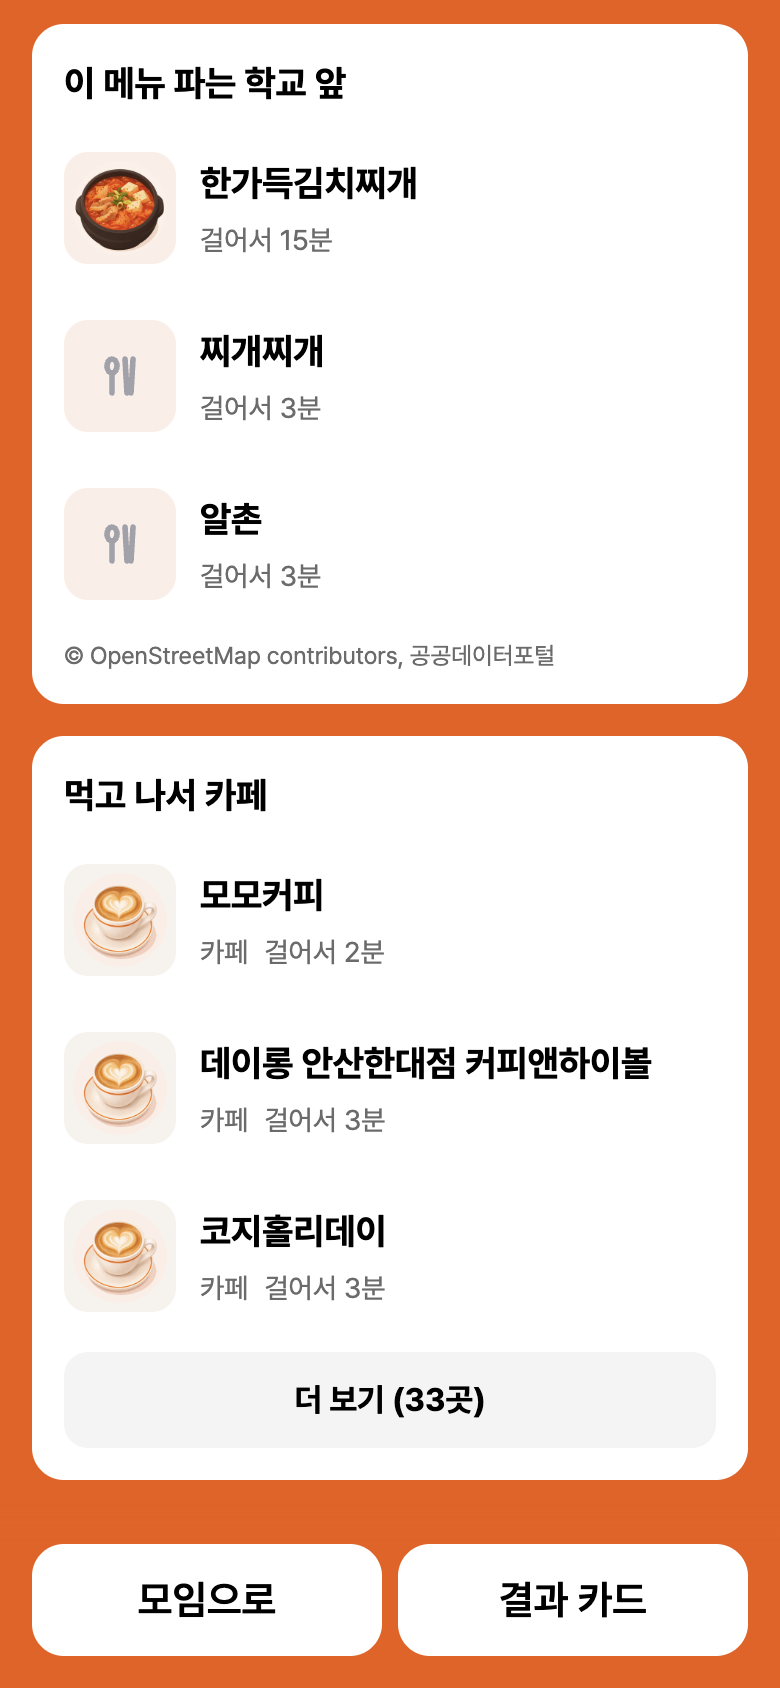 이 메뉴 파는 학교 앞
한가득김치찌개
걸어서 15분
찌개찌개
걸어서 3분
알촌
걸어서 3분
© OpenStreetMap contributors, 공공데이터포털
먹고 나서 카페
모모커피
카페 걸어서 2분
데이롱 안산한대점 커피앤하이볼
카페 걸어서 3분
코지홀리데이
카페 걸어서 3분
더 보기 (33곳)
모임으로
결과 카드